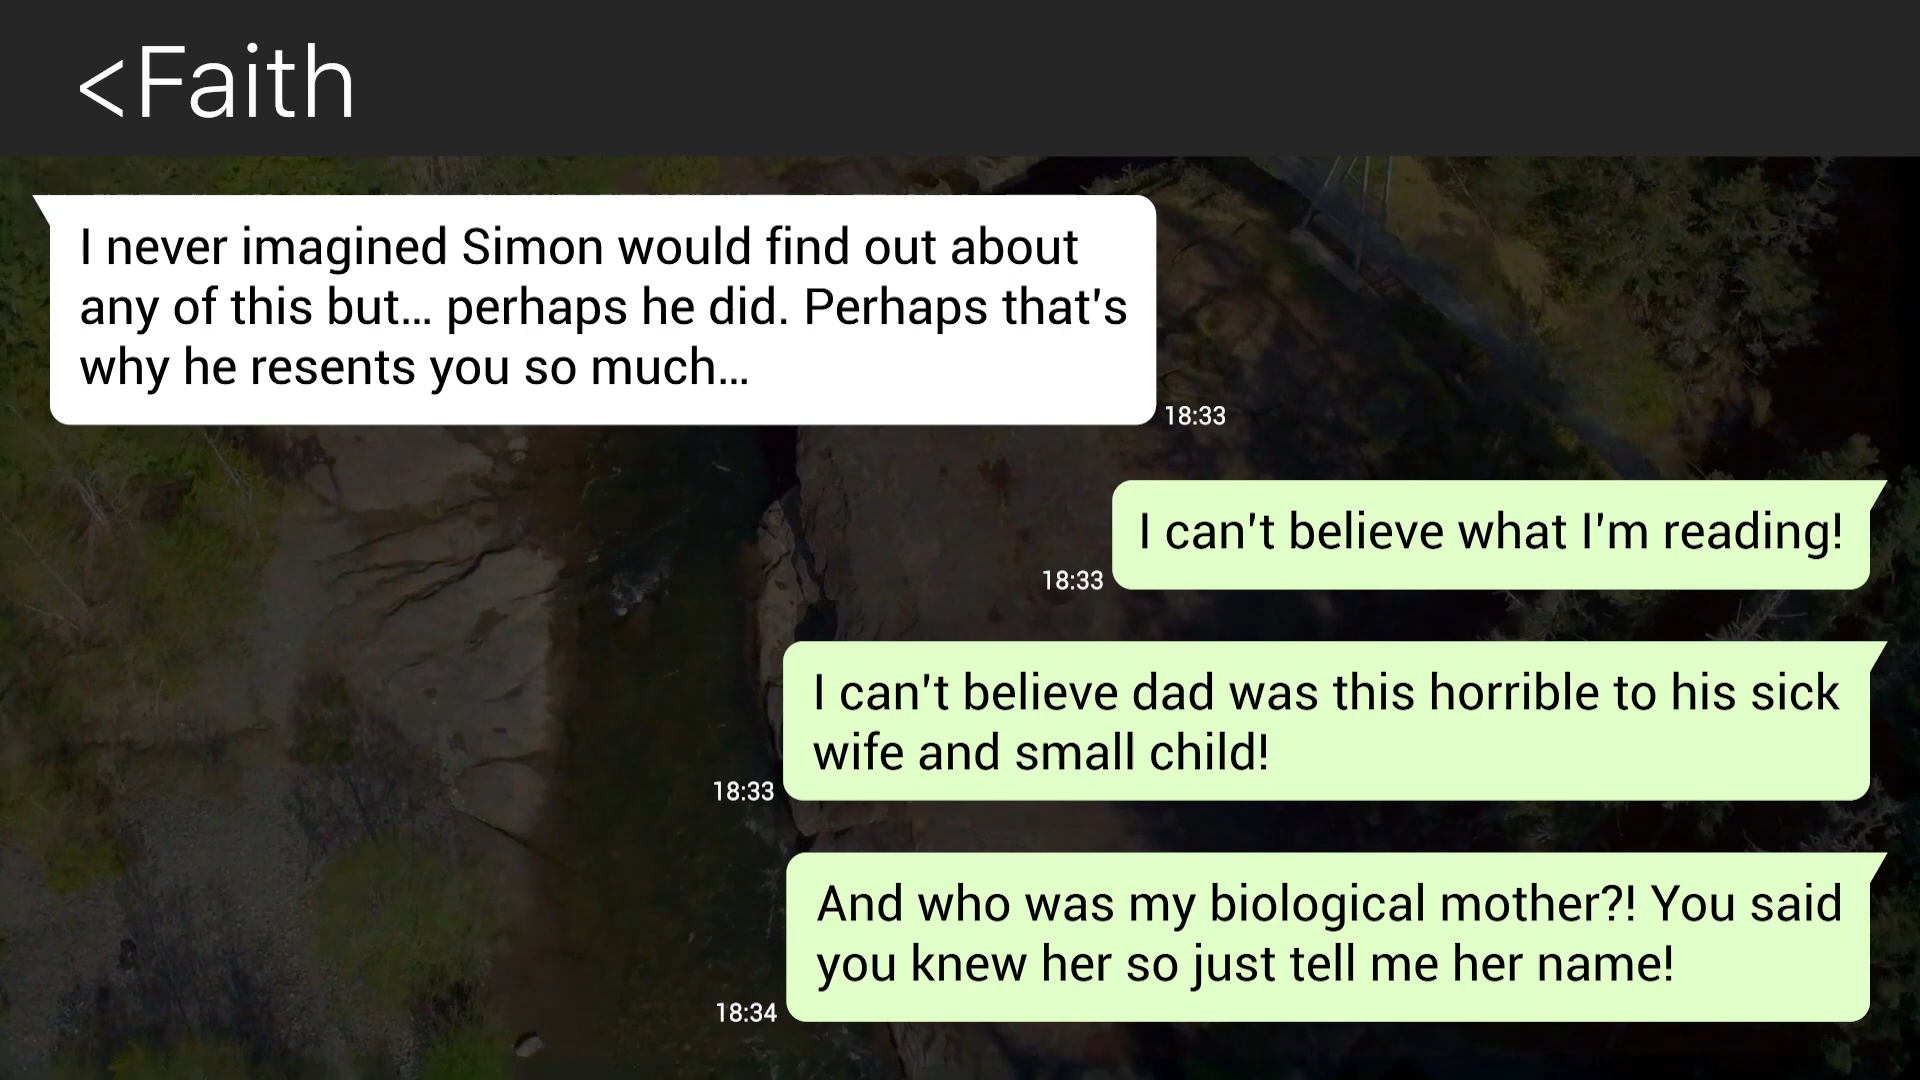 <Faith
I never imagined Simon would find out about
any of this but... perhaps he did. Perhaps that's
why he resents you so much...
18:33
I can't believe what I'm reading!
18:33
I can't believe dad was this horrible to his sick
wife and small child!
18:33
And who was my biological mother?! You said
you knew her so just tell me her name!
18:34